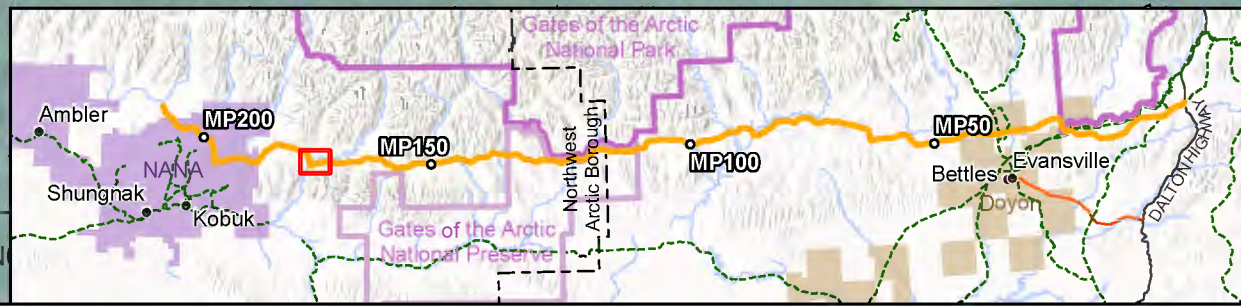 Gates of the Arctic
National Park
Ambler
MP200
NANA
Shungnak
Kobuk
MP150
Northwest
Arctic Borough
Gates of the Arctic
National Preserve
MP100
MP50
Evansville
Bettles
Doyon
DALTON HIGHWAY